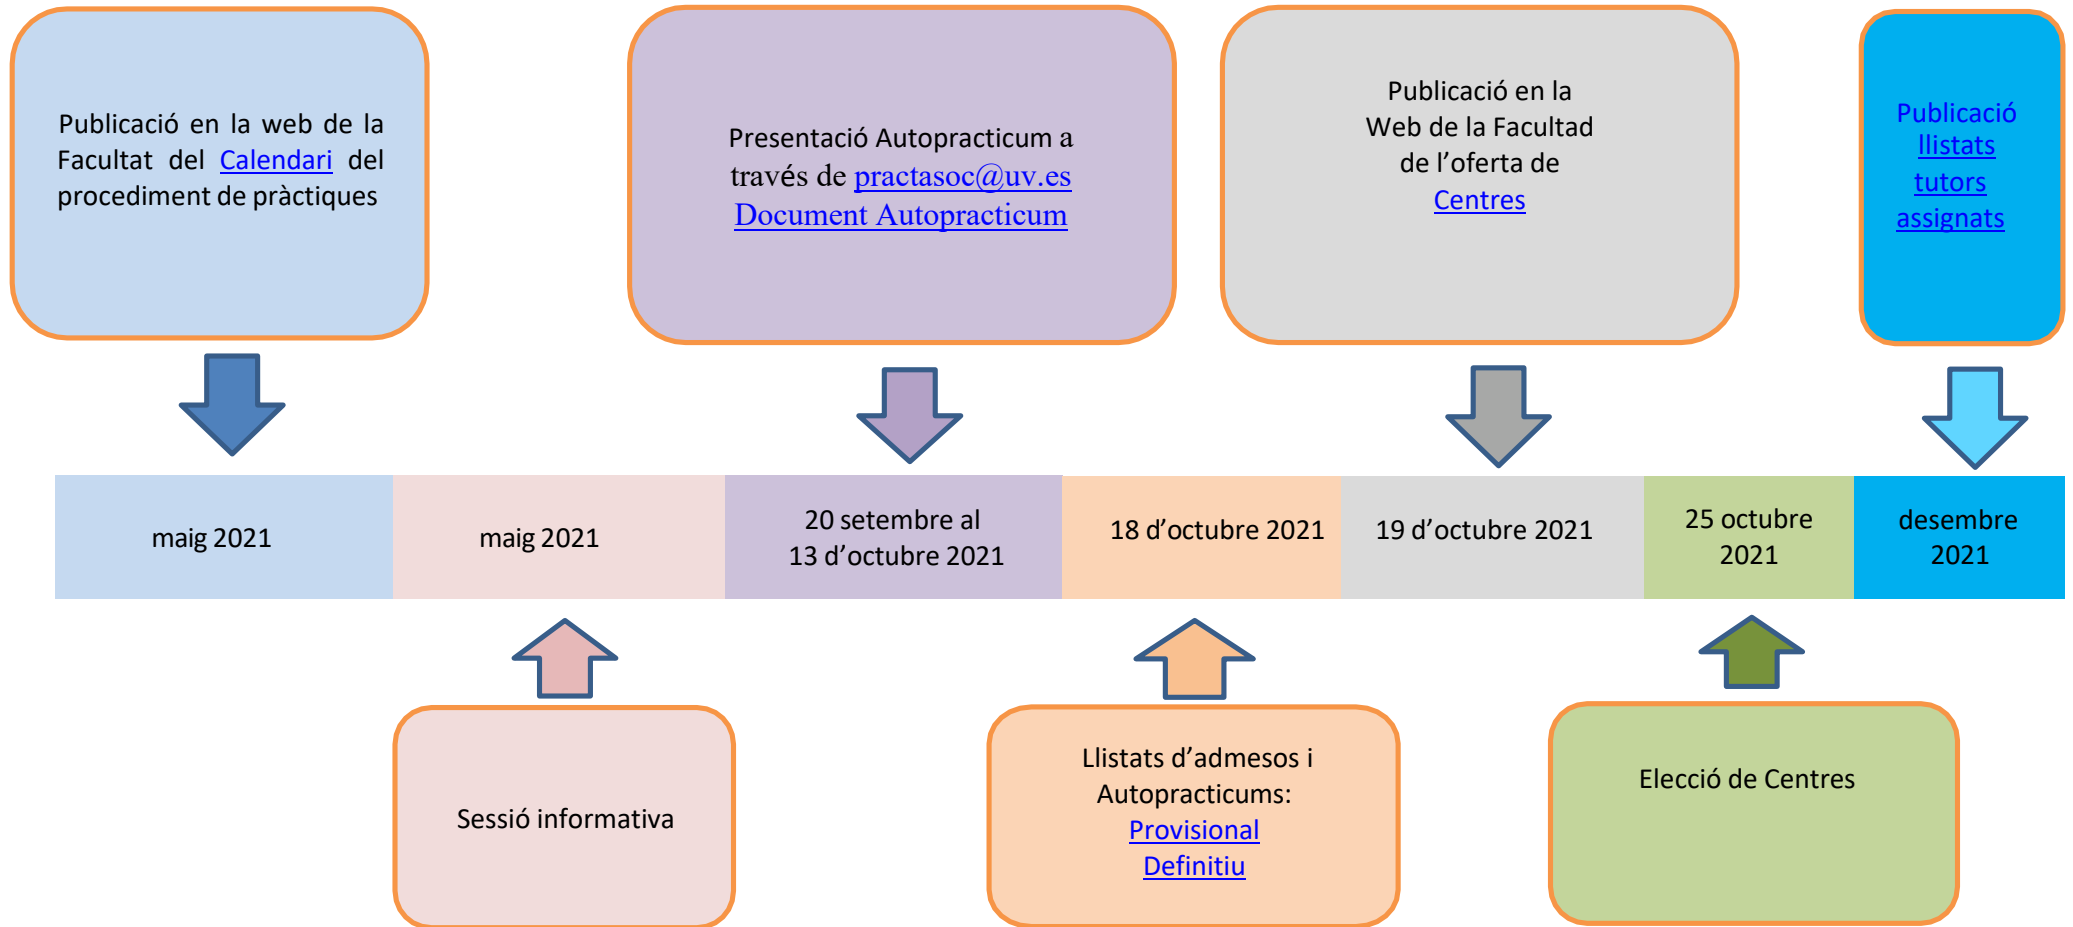 Publicació en la web de la
Facultat del Calendari del
procediment de pràctiques
Presentació Autopracticum a
través de practasoc@uv.es
Document Autopracticum
Publicació en la
Web de la Facultad
de l’oferta de
Centres
Publicació
llistats
tutors
assignats
maig 2021
maig 2021
20 setembre al
13 d’octubre 2021
18 d’octubre 2021
19 d’octubre 2021
25 octubre
2021
desembre
2021
Sessió informativa
Llistats d’admesos i
Autopracticums:
Provisional
Definitiu
Elecció de Centres